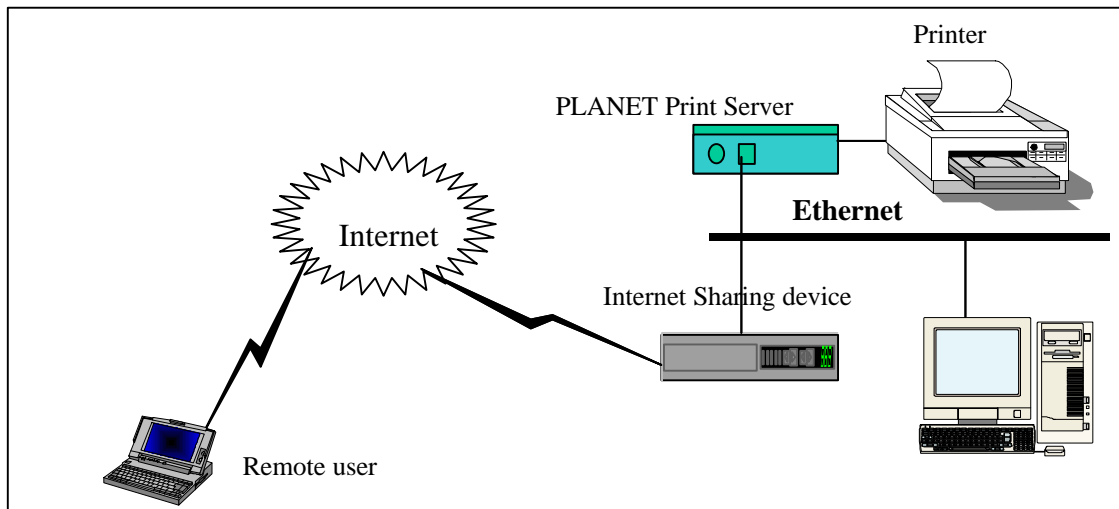 Printer
PLANET Print Server
Ethernet
Internet
Internet Sharing device
Remote user